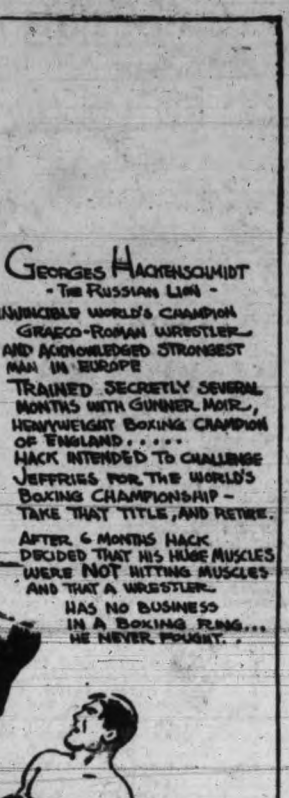 GEORGES HACKENSCHMIDT
- THE RUSSIAN LION -
INVINCIBLE WORLD'S CHAMPION
GRAECO-ROMAN WRESTLER
AND ACKNOWLEDGED STRONGEST
MAN IN EUROPE
TRAINED SECRETLY SEVERAL
MONTHS WITH GUNNER MOIR,
HEAVYWEIGHT BOXING CHAMPION
OF ENGLAND.....
HACK INTENDED TO CHALLENGE
JEFFRIES FOR THE WORLD'S
BOXING CHAMPIONSHIP -
TAKE THAT TITLE, AND RETIRE.
AFTER 6 MONTHS HACK
DECIDED THAT HIS HUGE MUSCLES
WERE NOT HITTING MUSCLES
AND THAT A WRESTLER
HAS NO BUSINESS
IN A BOXING RING...
HE NEVER FOUGHT..